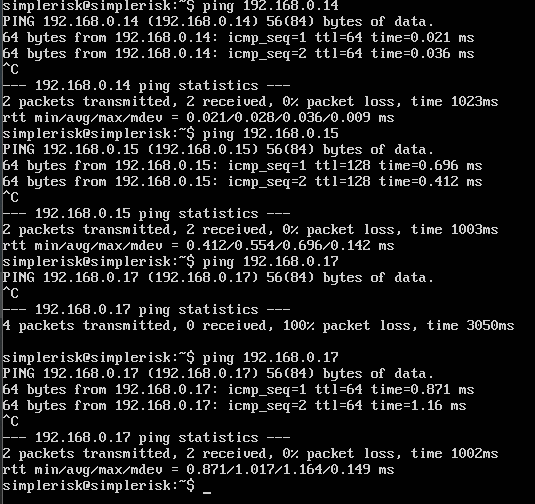 simplerisk@simplerisk:~$ ping 192.168.0.14
PING 192.168.0.14 (192.168.0.14) 56(84) bytes of data.
64 bytes from 192.168.0.14: icmp_seq=1 ttl=64 time=0.021 ms
64 bytes from 192.168.0.14: icmp_seq=2 ttl=64 time=0.036 ms
^C
--- 192.168.0.14 ping statistics ---
2 packets transmitted, 2 received, 0% packet loss, time 1023ms
rtt min/avg/max/mdev = 0.021/0.028/0.036/0.009 ms
simplerisk@simplerisk:~$ ping 192.168.0.15
PING 192.168.0.15 (192.168.0.15) 56(84) bytes of data.
64 bytes from 192.168.0.15: icmp_seq=1 ttl=128 time=0.696 ms
64 bytes from 192.168.0.15: icmp_seq=2 ttl=128 time=0.412 ms
^C
--- 192.168.0.15 ping statistics ---
2 packets transmitted, 2 received, 0% packet loss, time 1003ms
rtt min/avg/max/mdev = 0.412/0.554/0.696/0.142 ms
simplerisk@simplerisk:~$ ping 192.168.0.17
PING 192.168.0.17 (192.168.0.17) 56(84) bytes of data.
^C
--- 192.168.0.17 ping statistics ---
4 packets transmitted, 0 received, 100% packet loss, time 3050ms
simplerisk@simplerisk:~$ ping 192.168.0.17
PING 192.168.0.17 (192.168.0.17) 56(84) bytes of data.
64 bytes from 192.168.0.17: icmp_seq=1 ttl=64 time=0.871 ms
64 bytes from 192.168.0.17: icmp_seq=2 ttl=64 time=1.16 ms
^C
--- 192.168.0.17 ping statistics ---
2 packets transmitted, 2 received, 0% packet loss, time 1002ms
rtt min/avg/max/mdev = 0.871/1.017/1.164/0.149 ms
simplerisk@simplerisk:~$ _